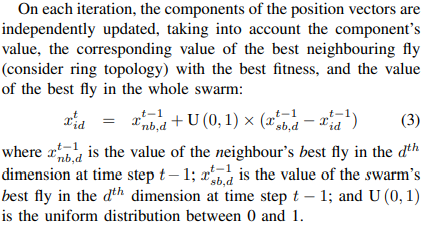 On each iteration, the components of the position vectors are
independently updated, taking into account the component's
value, the corresponding value of the best neighbouring fly
(consider ring topology) with the best fitness, and the value
of the best fly in the whole swarm:
x_{id}^{t} = x_{nb,d}^{t−1} + U (0, 1) × (x_{sb,d}^{t−1} − x_{id}^{t−1}) (3)
where x_{nb,d}^{t−1} is the value of the neighbour's best fly in the d^{th}
dimension at time step t − 1; x_{sb,d}^{t−1} is the value of the swarm's
best fly in the d^{th} dimension at time step t − 1; and U (0, 1)
is the uniform distribution between 0 and 1.